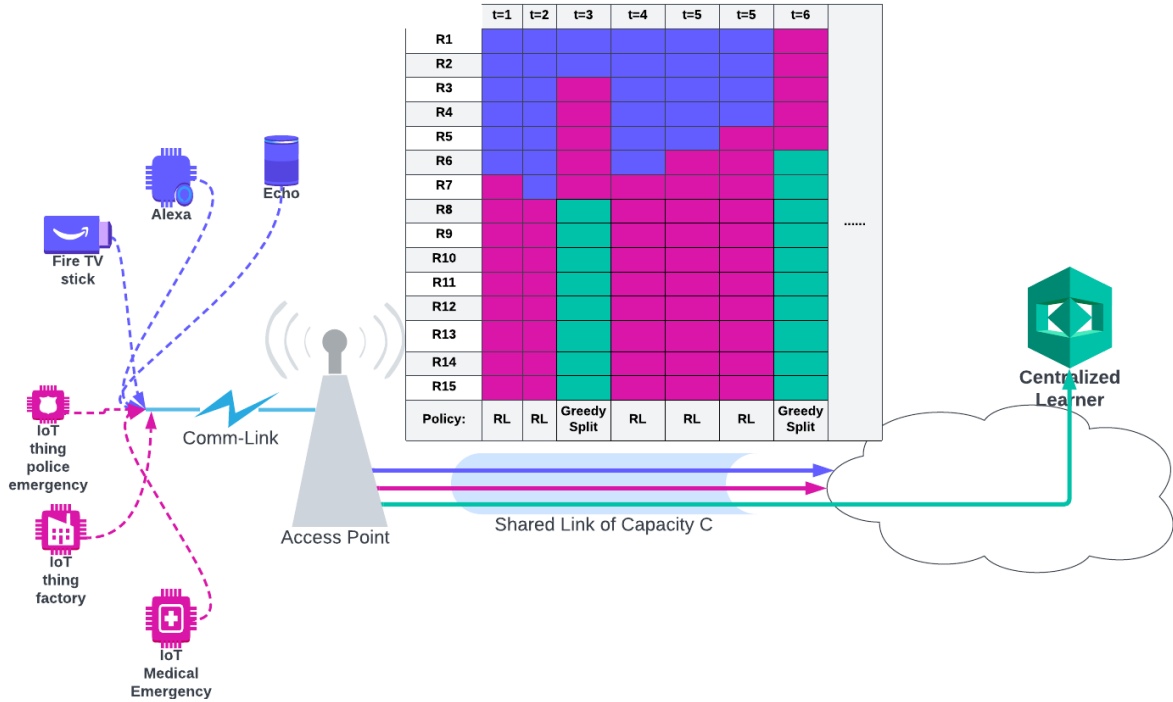 t=1 t=2 t=3 t=4 t=5 t=5 t=6
R1
R2
R3
R4
R5
R6
R7
R8
R9
R10
R11
R12
R13
R14
R15
......
Policy: RL RL Greedy Split RL RL RL Greedy Split
Echo
Alexa
Fire TV
stick
IoT
thing
police
emergency
IoT
thing
factory
IoT
Medical
Emergency
Comm-Link
Access Point
Shared Link of Capacity C
Centralized
Learner